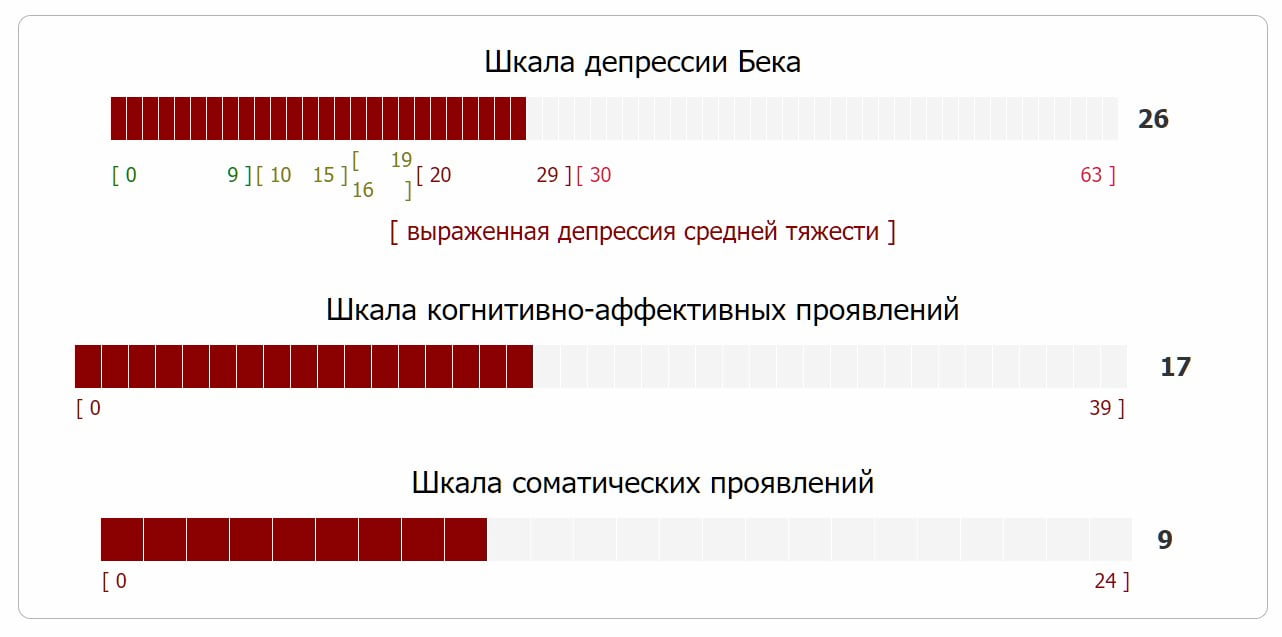 Шкала депрессии Бека
26
[ 0 9 ][ 10 15 ][ 16 19 ][ 20 29 ][ 30 63 ]
[ выраженная депрессия средней тяжести ]
Шкала когнитивно-аффективных проявлений
17
[ 0 39 ]
Шкала соматических проявлений
9
[ 0 24 ]